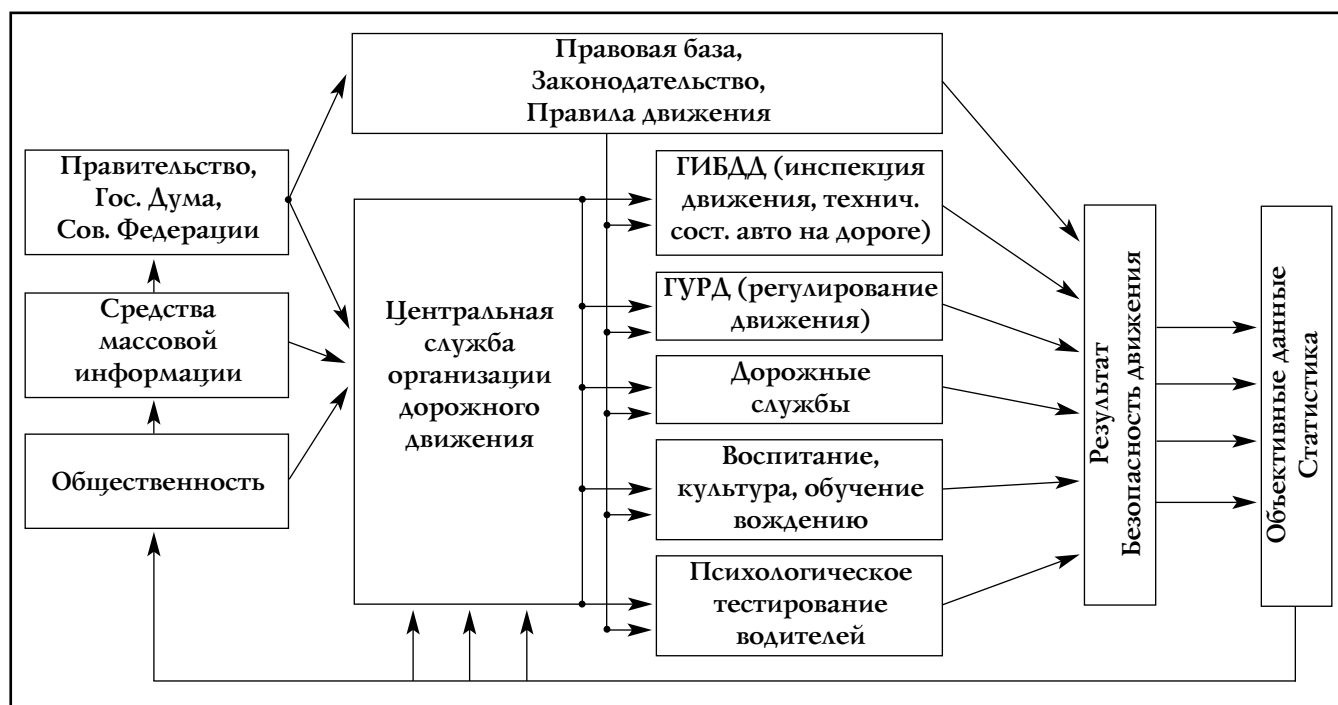 Правовая база,
Законодательство,
Правила движения
Правительство,
Гос. Дума,
Сов. Федерации
Средства
массовой
информации
Общественность
Центральная
служба
организации
дорожного
движения
ГИБДД (инспекция
движения, технич.
сост. авто на дороге)
ГУРД (регулирование
движения)
Дорожные
службы
Воспитание,
культура, обучение
вождению
Психологическое
тестирование
водителей
Результат
Безопасность движения
Объективные данные
Статистика